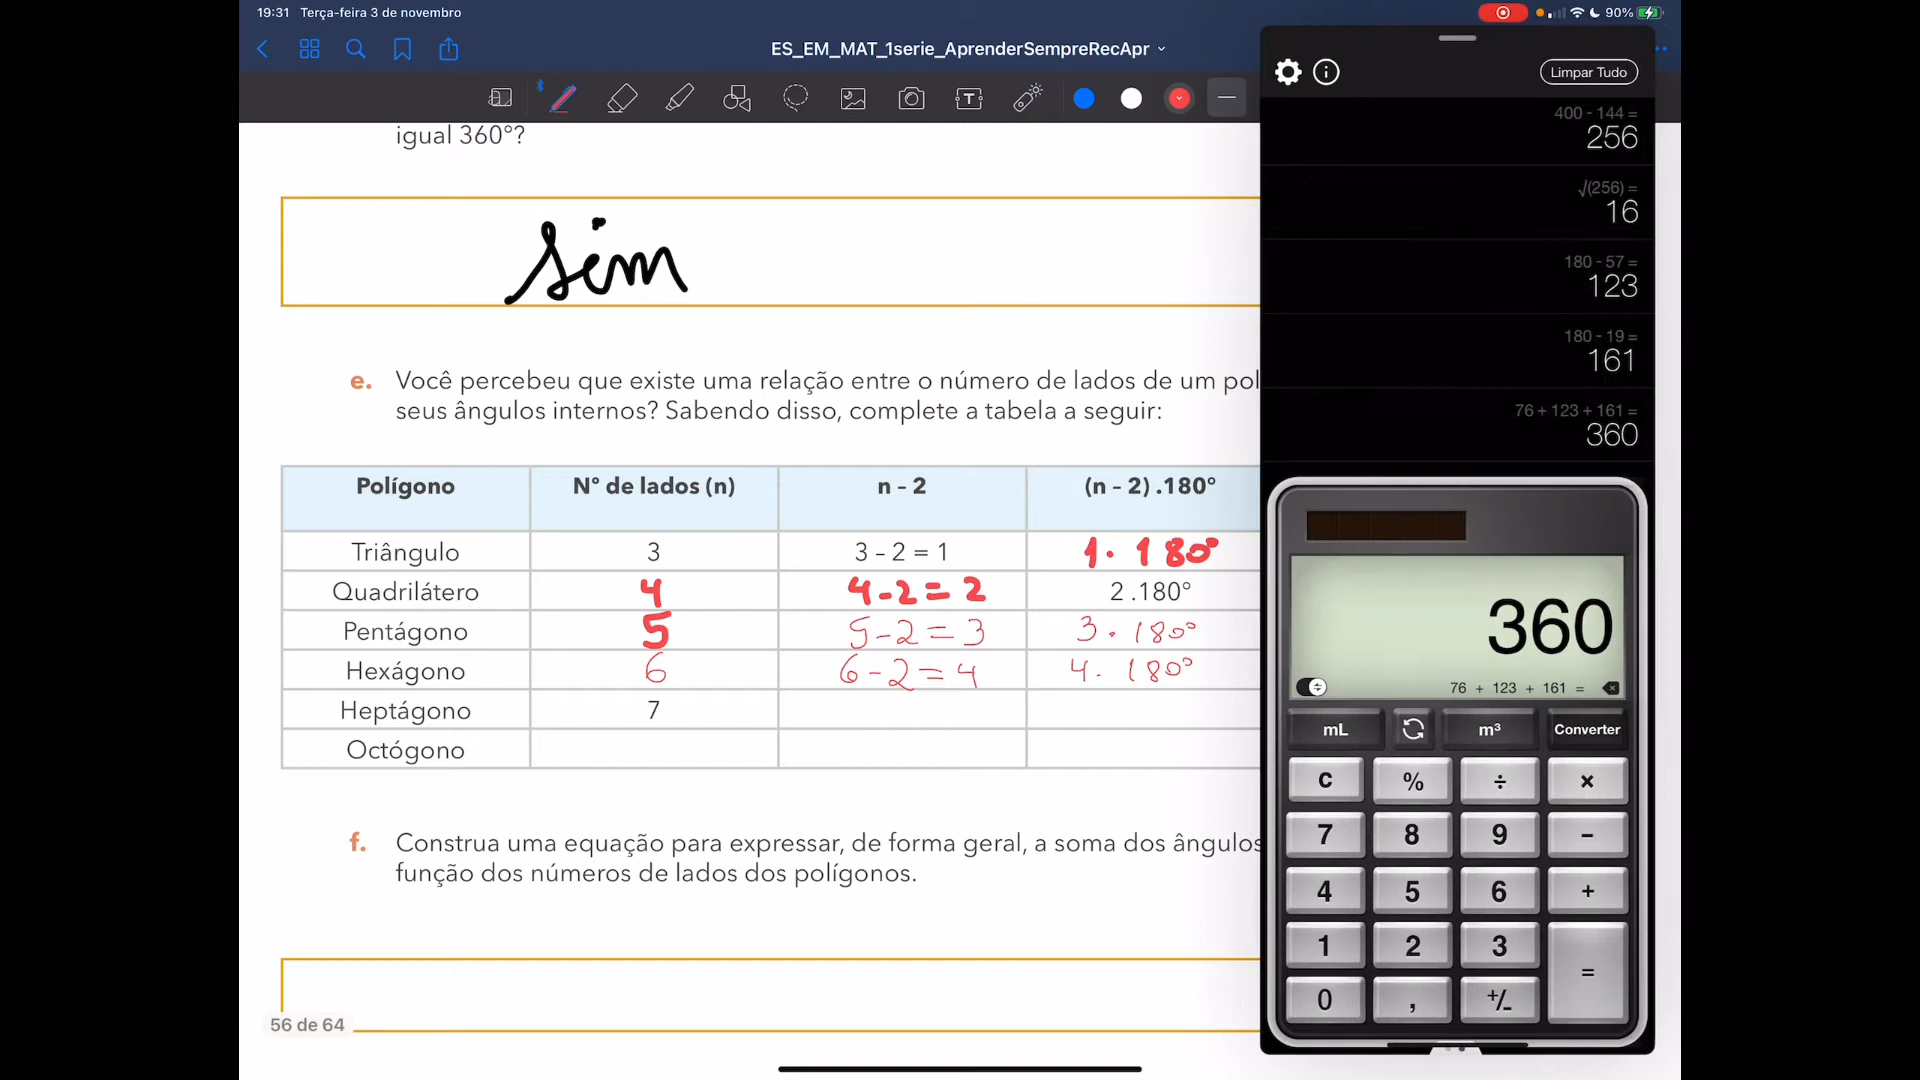 19:31 Terça-feira 3 de novembro
90%
ES_EM_MAT_1serie_AprenderSempreRecApr
T
igual 360°?
sim
e. Você percebeu que existe uma relação entre o número de lados de um pol
seus ângulos internos? Sabendo disso, complete a tabela a seguir:
Polígono N° de lados (n) n – 2 (n – 2) .180°
Triângulo 3 3 – 2 = 1 1. 180°
Quadrilátero 4 4-2=2 2 .180°
Pentágono 5 5-2=3 3. 180°
Hexágono 6 6-2=4 4. 180°
Heptágono 7
Octógono
f. Construa uma equação para expressar, de forma geral, a soma dos ângulos
função dos números de lados dos polígonos.
56 de 64
Limpar Tudo
400 - 144 =
256
√(256) =
16
180 - 57 =
123
180 - 19 =
161
76 + 123 + 161 =
360
360
76 + 123 + 161 =
mL m³ Converter
c % ÷ ×
7 8 9 −
4 5 6 +
1 2 3 =
0 , +/-